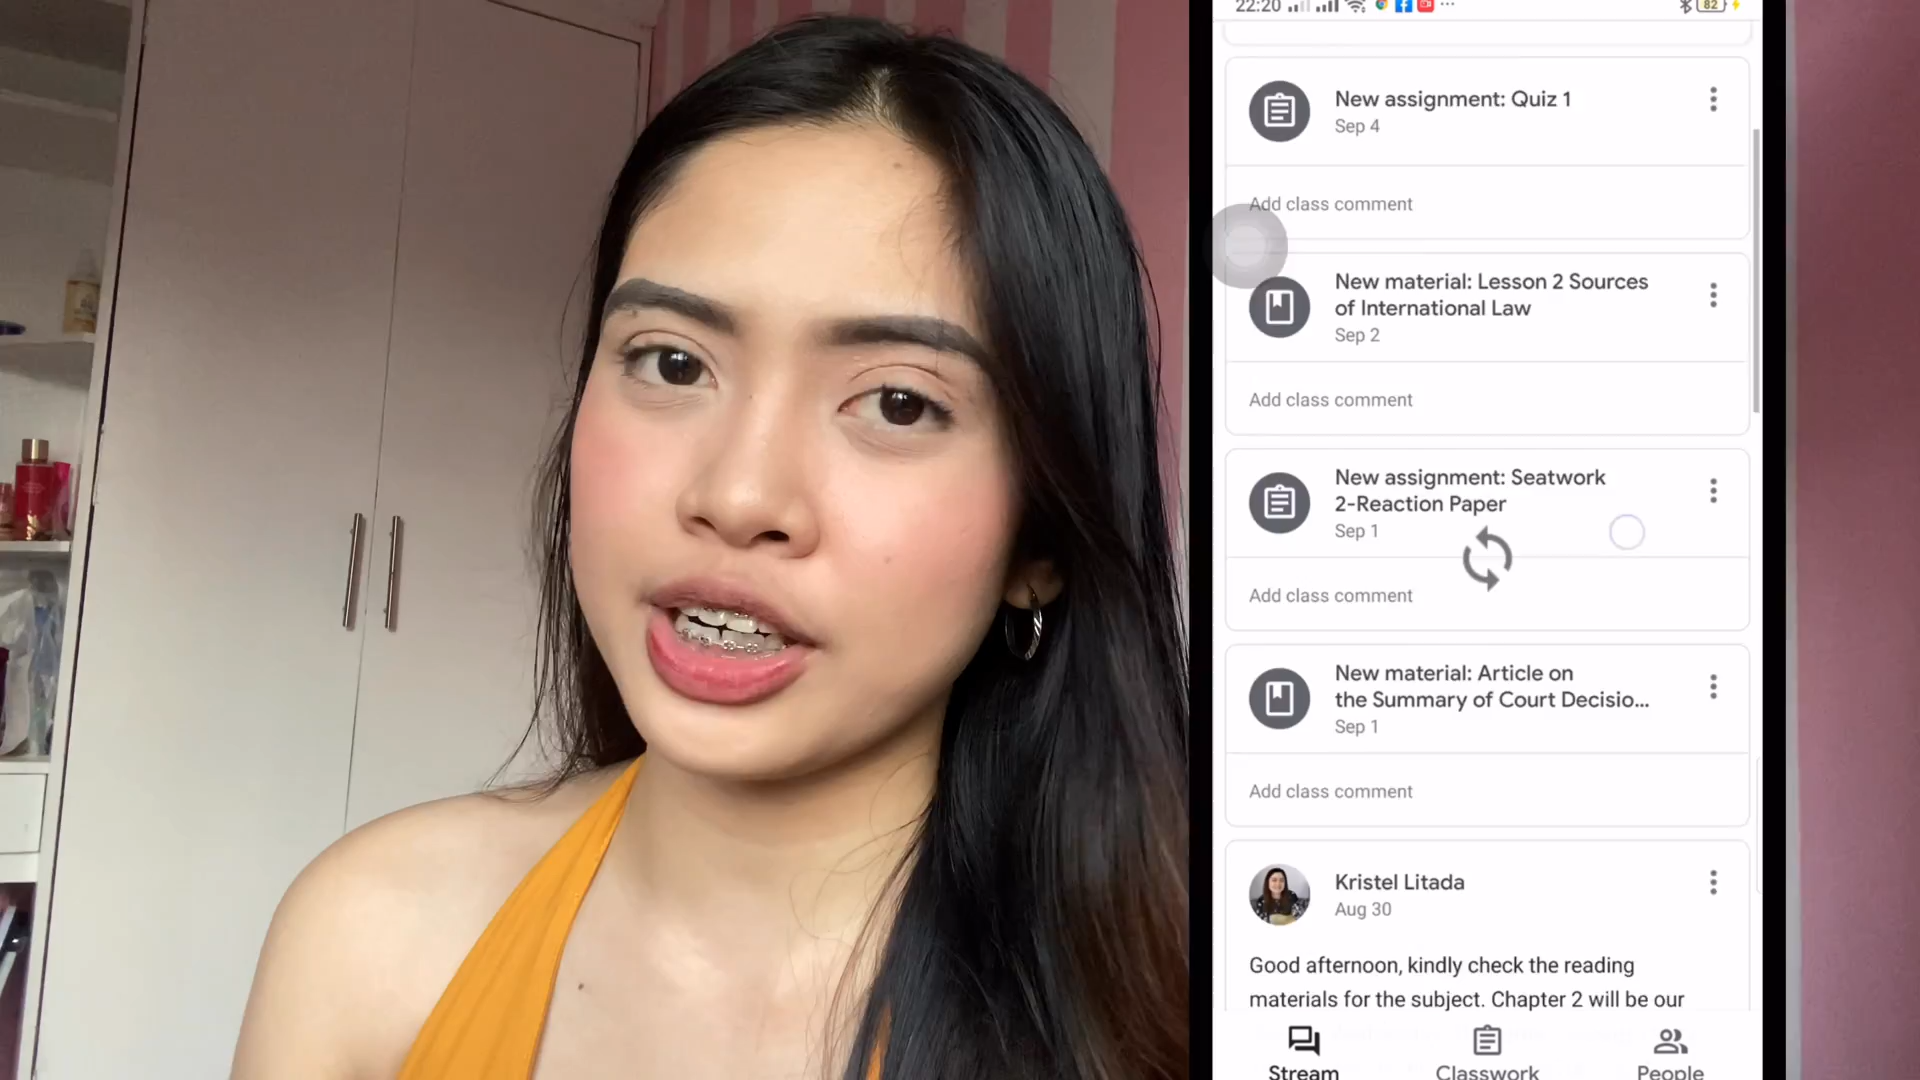 22:20
82
New assignment: Quiz 1
Sep 4
Add class comment
New material: Lesson 2 Sources
of International Law
Sep 2
Add class comment
New assignment: Seatwork
2-Reaction Paper
Sep 1
Add class comment
New material: Article on
the Summary of Court Decisio...
Sep 1
Add class comment
Kristel Litada
Aug 30
Good afternoon, kindly check the reading
materials for the subject. Chapter 2 will be our
Stream
Classwork
People